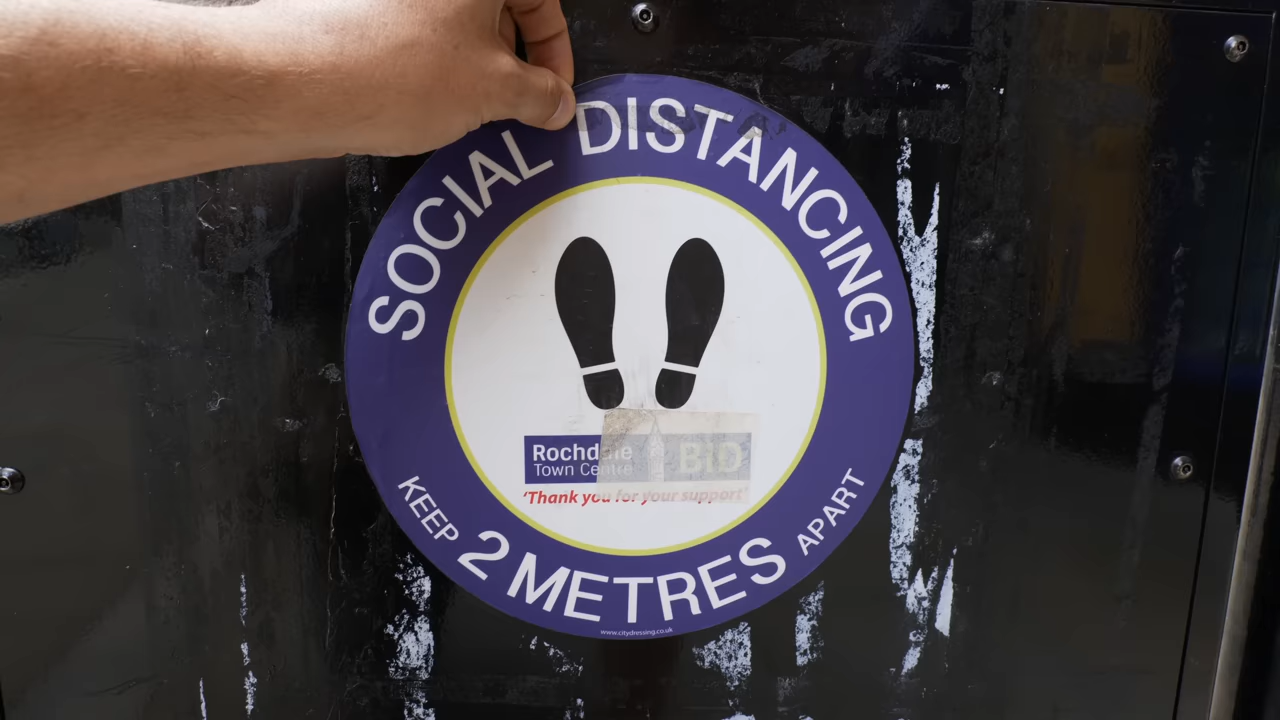 SOCIAL DISTANCING
Rochdale
Town Centre
BID
'Thank you for your support'
KEEP 2 METRES APART
www.citydressing.co.uk